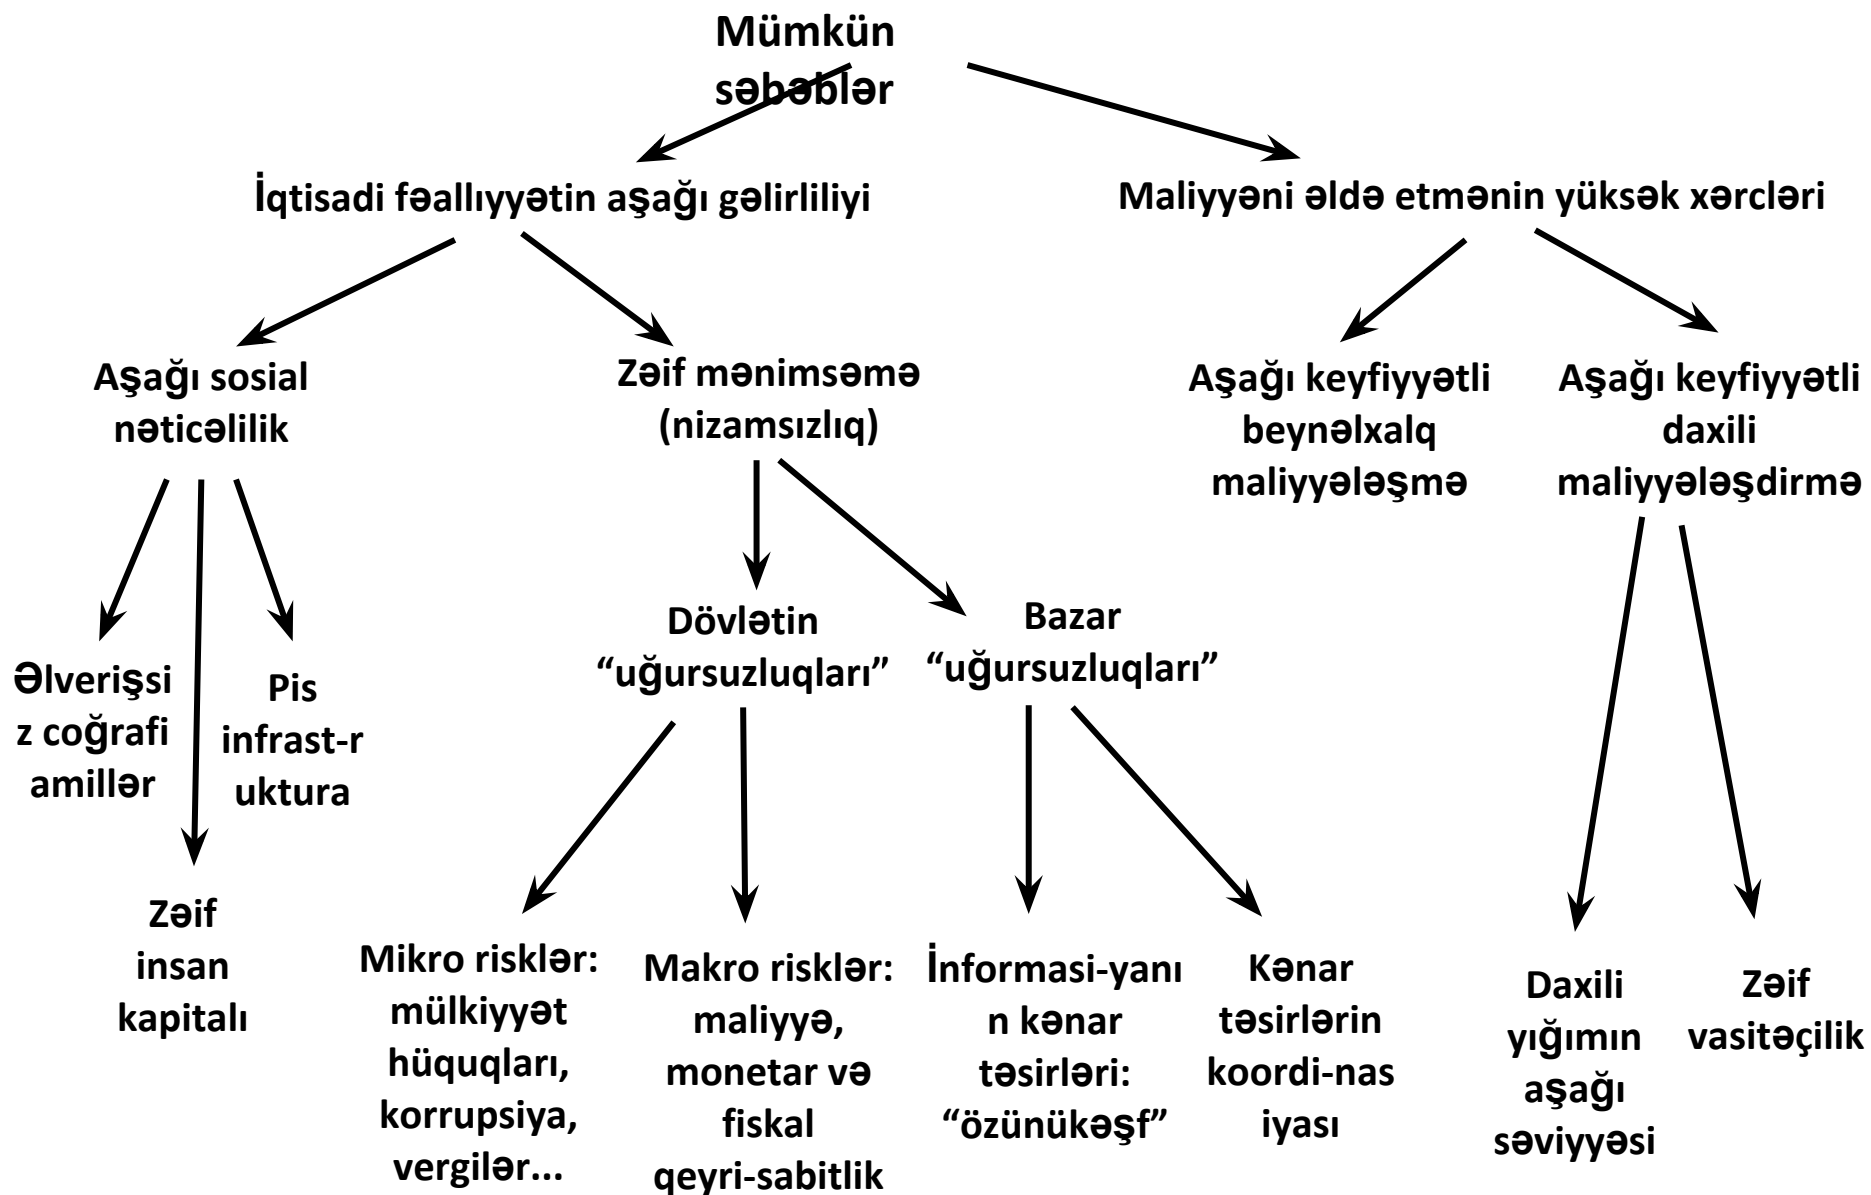 Mümkün
səbəblər
İqtisadi fəallıyyətin aşağı gəlirliliyi
Maliyyəni əldə etmənin yüksək xərcləri
Aşağı sosial
nəticəlilik
Zəif mənimsəmə
(nizamsızlıq)
Aşağı keyfiyyətli
beynəlxalq
maliyyələşmə
Aşağı keyfiyyətli
daxili
maliyyələşdirmə
Dövlətin
“uğursuzluqları”
Bazar
“uğursuzluqları”
Əlverişsi
z coğrafi
amillər
Pis
infrast-r
uktura
Zəif
insan
kapitalı
Mikro risklər:
mülkiyyət
hüquqları,
korrupsiya,
vergilər...
Makro risklər:
maliyyə,
monetar və
fiskal
qeyri-sabitlik
İnformasi-yanı
n kənar
təsirləri:
“özünükəşf”
Kənar
təsirlərin
koordi-nas
iyası
Daxili
yığımın
aşağı
səviyyəsi
Zəif
vasitəçilik